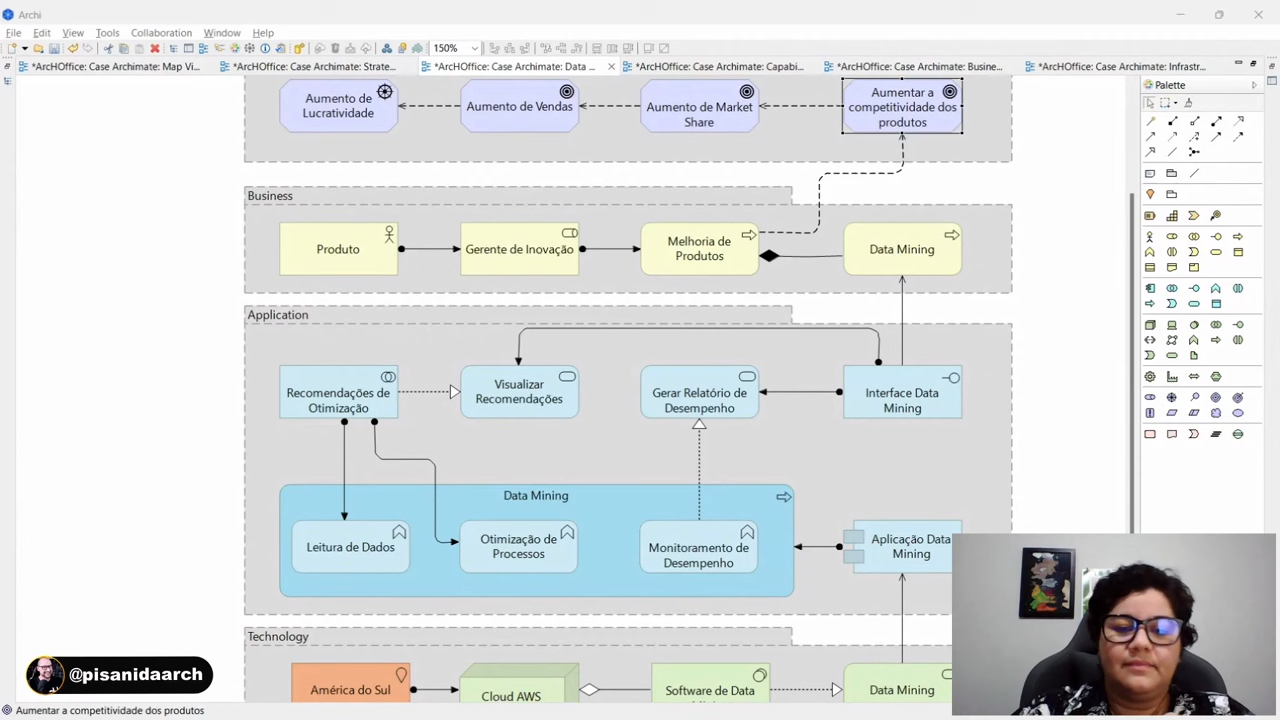 Archi
File Edit View Tools Collaboration Window Help
150%
*ArchOffice: Case Archimate: Map Vi...
*ArcHOffice: Case Archimate: Strate...
*ArcHOffice: Case Archimate: Data ...
*ArcHOffice: Case Archimate: Capabi...
*ArcHOffice: Case Archimate: Busine...
*ArcHOffice: Case Archimate: Infrastr...
Palette
Aumento de
Lucratividade
Aumento de Vendas
Aumento de Market
Share
Aumentar a
competitividade dos
produtos
Business
Produto
Gerente de Inovação
Melhoria de
Produtos
Data Mining
Application
Recomendações de
Otimização
Visualizar
Recomendações
Gerar Relatório de
Desempenho
Interface Data
Mining
Data Mining
Leitura de Dados
Otimização de
Processos
Monitoramento de
Desempenho
Aplicação Data
Mining
Technology
América do Sul
Cloud AWS
Software de Data
Data Mining
@pisanidaarch
Aumentar a competitividade dos produtos